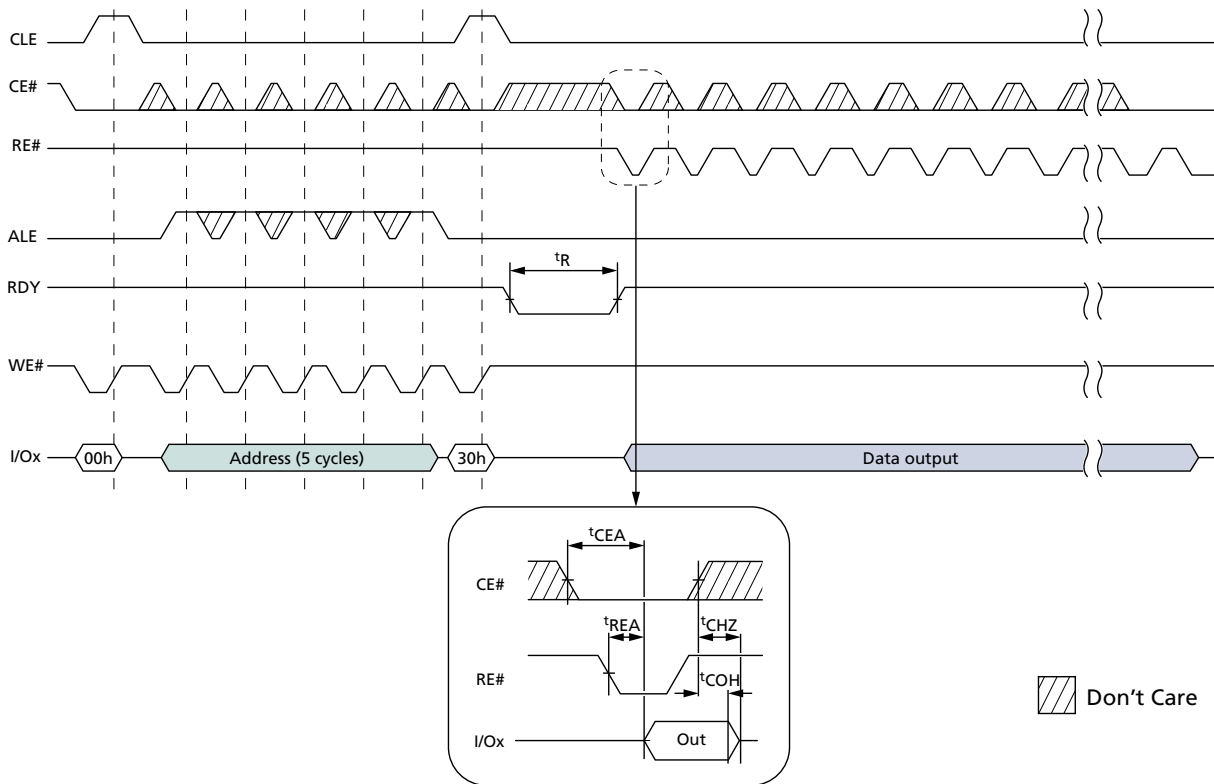 CLE
CE#
RE#
ALE
tR
RDY
WE#
I/Ox 00h Address (5 cycles) 30h Data output
tCEA
CE#
tREA tCHZ
RE#
tCOH
I/Ox Out
Don't Care